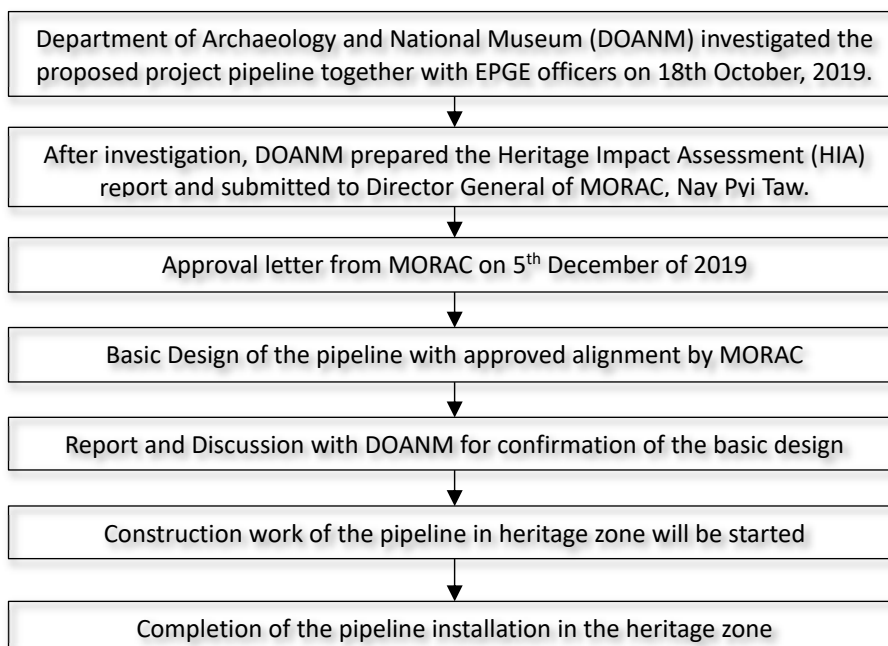 Department of Archaeology and National Museum (DOANM) investigated the
proposed project pipeline together with EPGE officers on 18th October, 2019.
After investigation, DOANM prepared the Heritage Impact Assessment (HIA)
report and submitted to Director General of MORAC, Nay Pyi Taw.
Approval letter from MORAC on 5th December of 2019
Basic Design of the pipeline with approved alignment by MORAC
Report and Discussion with DOANM for confirmation of the basic design
Construction work of the pipeline in heritage zone will be started
Completion of the pipeline installation in the heritage zone